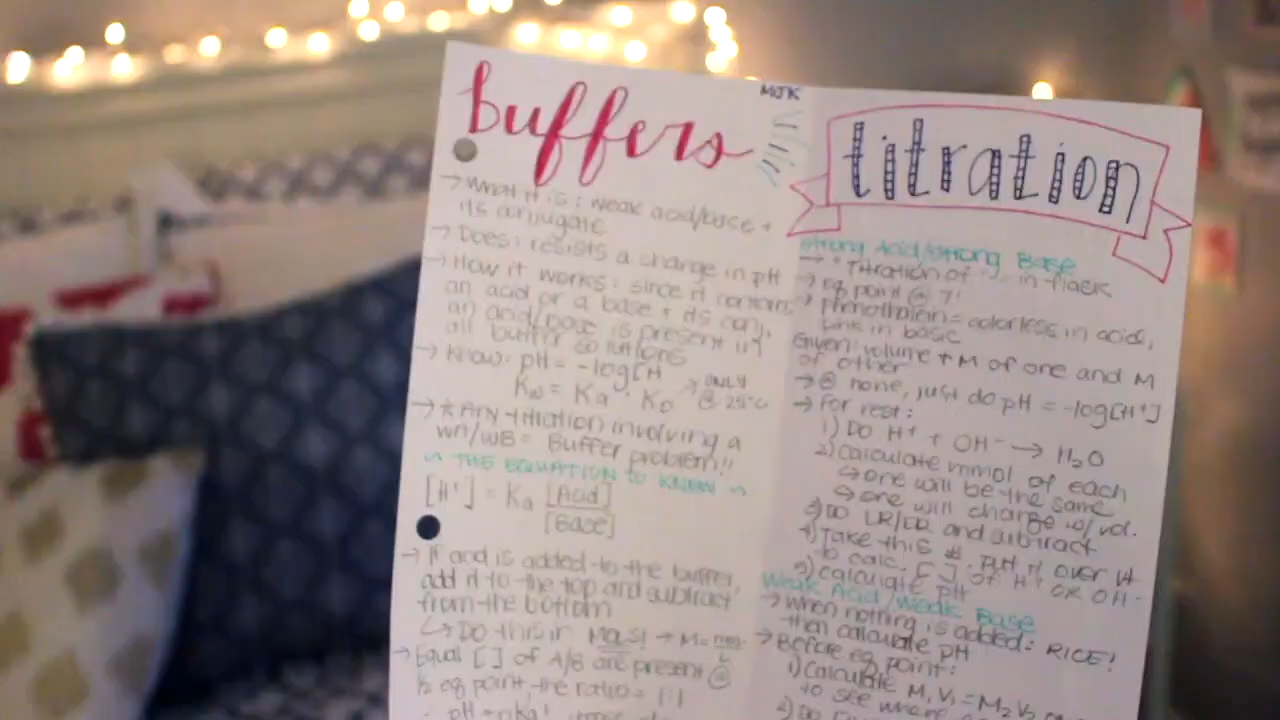 buffers
→ What it is: weak acid/base +
its conjugate
→ Does: resists a change in pH
→ How it works: since it contains
an acid or a base + its conj,
an acid/base is present in
all buffer solutions
→ Know: pH = -log[H
Kw = Ka · Kb → only @ 25°C
→ *Any titration involving a
WA/WB = Buffer problem!!
~ THE EQUATION TO KNOW ~
[H⁺] = Ka [Acid]
[Base]
→ If acid is added to the buffer,
add it to the top and subtract
from the bottom
↳ Do this in MOLS! → M =
→ Equal [ ] of A/B are present @
½ eq point, the ratio = 1:1
∴ pH = pKa!
MJK
titration
Strong Acid/Strong Base
→ "Titration of" ... in flask
→ eq point @ 7!
→ phenolthalein = colorless in acids,
pink in basic
Given: volume + M of one and M
of other
→ @ none, just do pH = -log[H⁺]
→ For rest:
1) DO H⁺ + OH⁻ → H₂O
2) calculate mmol of each
↳ one will be the same
↳ one will change w/ vol.
3) DO LR/ER and subtract
4) Take this #, put it over Vt
to calc. [ ] of H⁺ OR OH⁻
5) calculate pH
Weak Acid/Weak Base
→ when nothing is added: RICE!
then calculate pH
→ Before eq point:
1) Calculate M₁V₁ = M₂V₂
to see where
2) Do